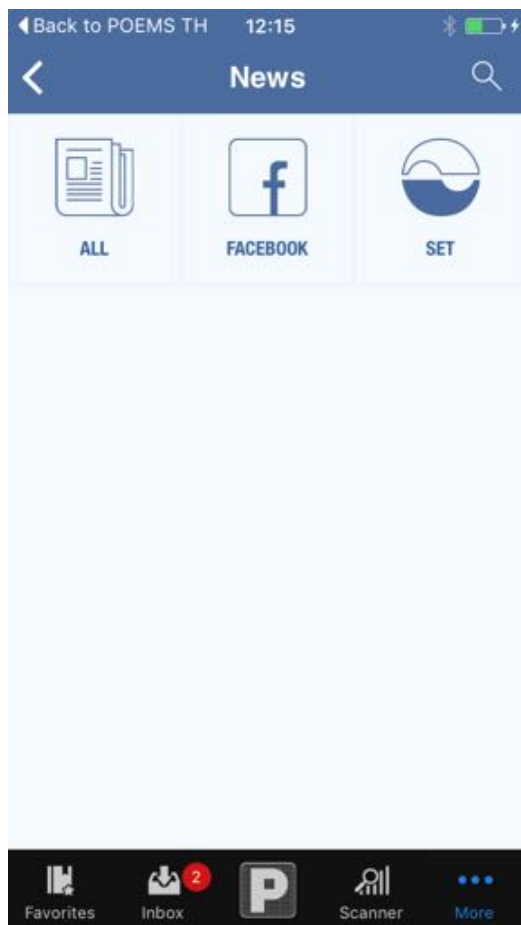 Back to POEMS TH 12:15
News
ALL FACEBOOK SET
2
P
Favorites Inbox Scanner More